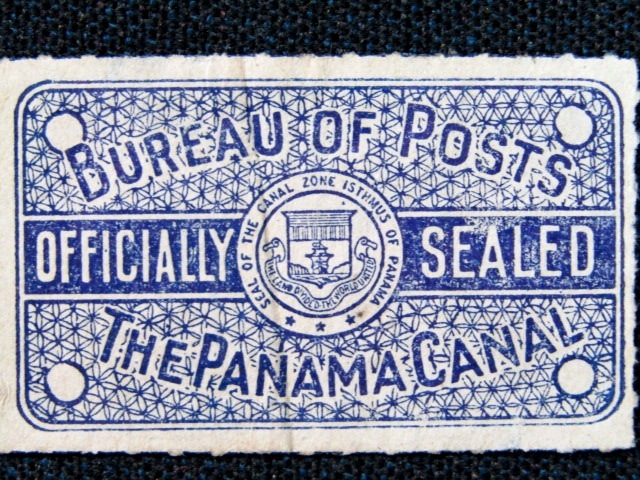 BUREAU OF POSTS
OFFICIALLY SEALED
SEAL OF THE CANAL ZONE ISTHMUS OF PANAMA
THE LAND DIVIDED THE WORLD UNITED
THE PANAMA CANAL